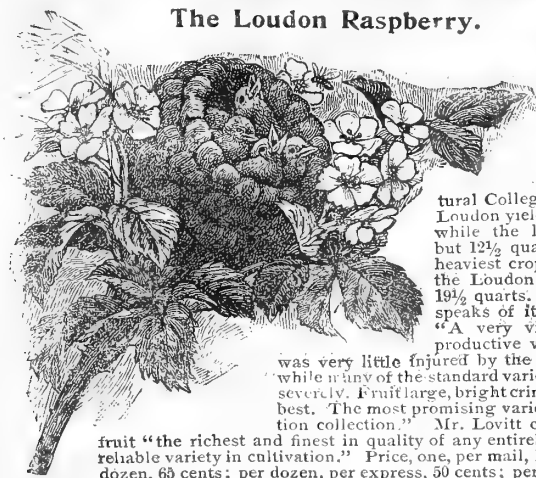 The Loudon Raspberry.
tural Colleg
Loudon yiel
while the
but 12½ qua
heaviest cro
the Loudon
19½ quarts.
speaks of it
"A very vi
productive v
was very little injured by the
while many of the standard varie
severely. Fruit large, bright crim
best. The most promising varie
tion collection." Mr. Lovitt c
fruit "the richest and finest in quality of any entirel
reliable variety in cultivation." Price, one, per mail,
dozen, 65 cents; per dozen, per express, 50 cents; per